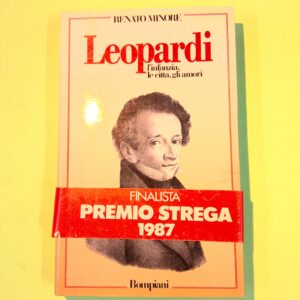 RENATO MINORE
Leopardi
l'infanzia,
le città, gli amori
FINALISTA
PREMIO STREGA
1987
Bompiani